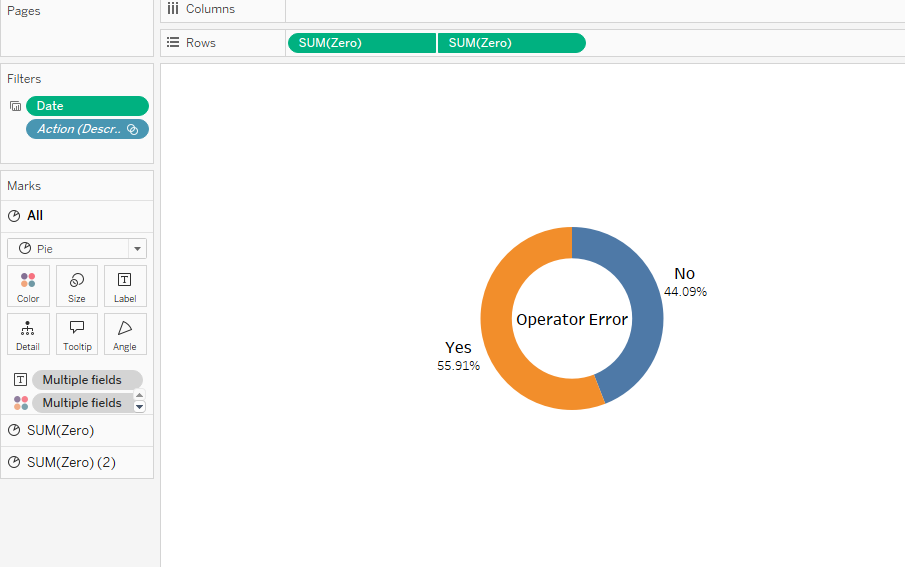 Pages
Columns
Rows
SUM(Zero)
SUM(Zero)
Filters
Date
Action (Descr..
Marks
All
Pie
Color
Size
Label
Detail
Tooltip
Angle
T
Multiple fields
Multiple fields
SUM(Zero)
SUM(Zero) (2)
No
44.09%
Operator Error
Yes
55.91%